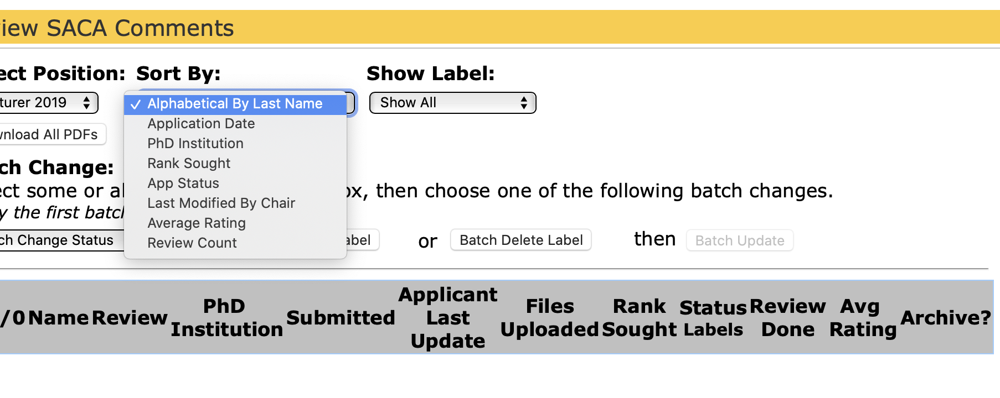 iew SACA Comments
ect Position: Sort By: Show Label:
turer 2019 ✓ Alphabetical By Last Name Show All
Application Date
wnload All PDFs
PhD Institution
Rank Sought
ch Change:
App Status
ect some or al ox, then choose one of the following batch changes.
Last Modified By Chair
y the first batch
Average Rating
ch Change Status abel or Batch Delete Label then Batch Update
Review Count
/0 Name Review PhD Institution Submitted Applicant Last Update Files Uploaded Rank Sought Status Labels Review Done Avg Rating Archive?